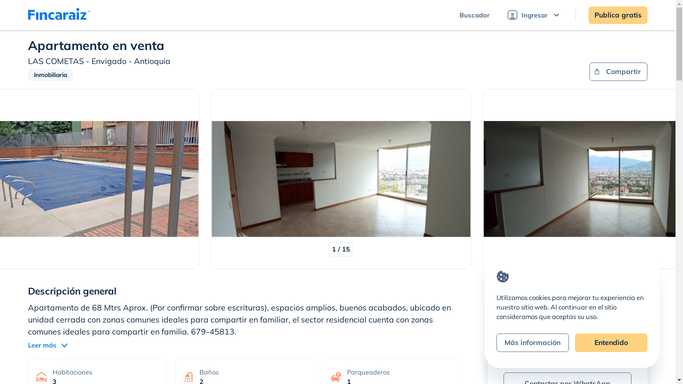 Fincaraiz
Buscador
Ingresar
Publica gratis
Apartamento en venta
LAS COMETAS - Envigado - Antioquia
Inmobiliaria
Compartir
1 / 15
Descripción general
Apartamento de 68 Mtrs Aprox. (Por confirmar sobre escrituras), espacios amplios, buenos acabados, ubicado en
unidad cerrada con zonas comunes ideales para compartir en familiar, el sector residencial cuenta con zonas
comunes ideales para compartir en familia. 679-45813.
Leer más
Habitaciones
3
Baños
2
Parqueaderos
1
Utilizamos cookies para mejorar tu experiencia en
nuestro sitio web. Al continuar en el sitio
consideramos que aceptas su uso.
Más información
Entendido
Contactar por WhatsApp